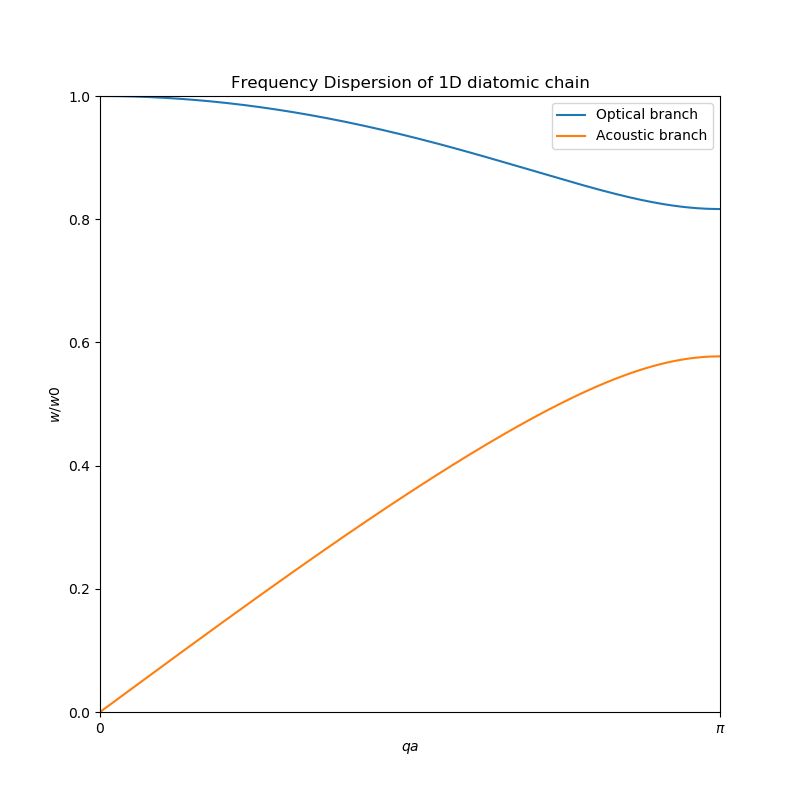 Frequency Dispersion of 1D diatomic chain
1.0
Optical branch
Acoustic branch
0.8
0.6
w/w0
0.4
0.2
0.0
0
π
qa